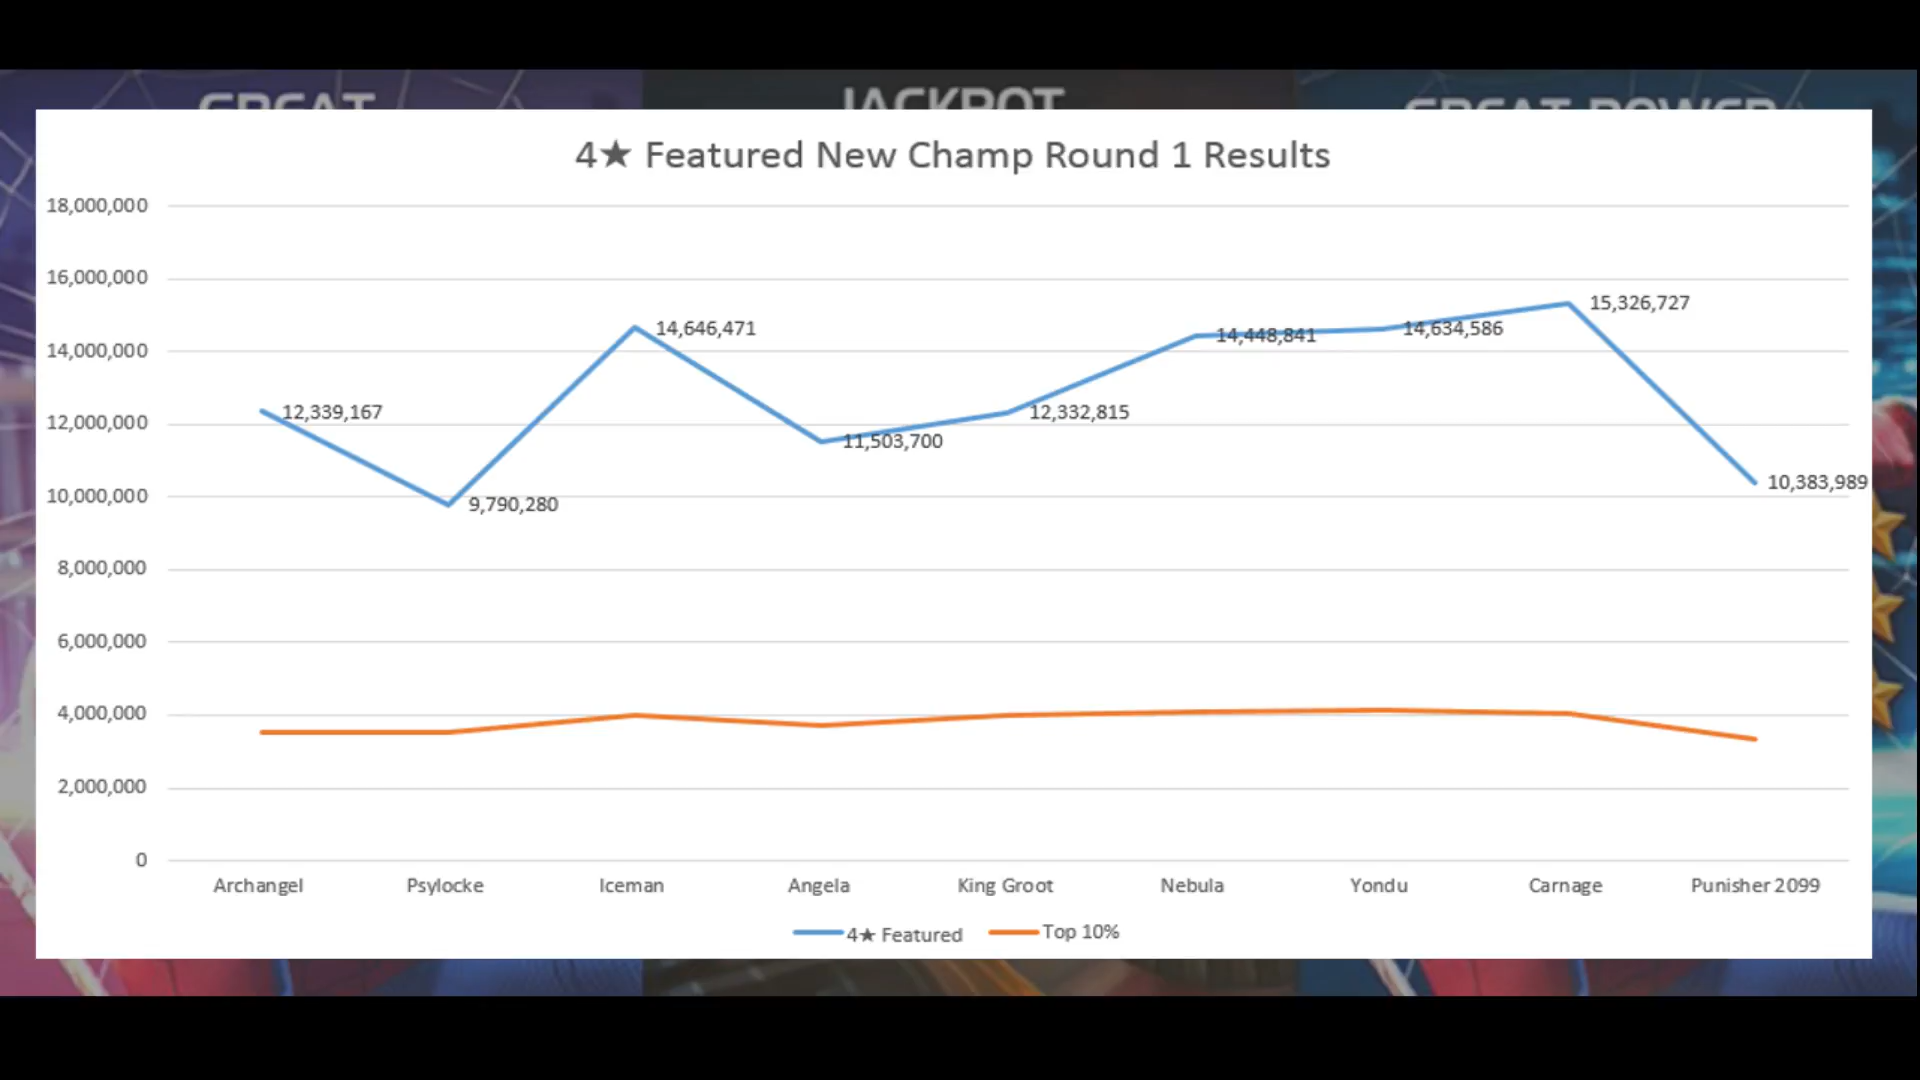 GREAT
JACKPOT
GREAT POWER
4★ Featured New Champ Round 1 Results
18,000,000
16,000,000
14,000,000
12,000,000
10,000,000
8,000,000
6,000,000
4,000,000
2,000,000
0
12,339,167
9,790,280
14,646,471
11,503,700
12,332,815
14,448,841
14,634,586
15,326,727
10,383,989
Archangel
Psylocke
Iceman
Angela
King Groot
Nebula
Yondu
Carnage
Punisher 2099
4★ Featured
Top 10%